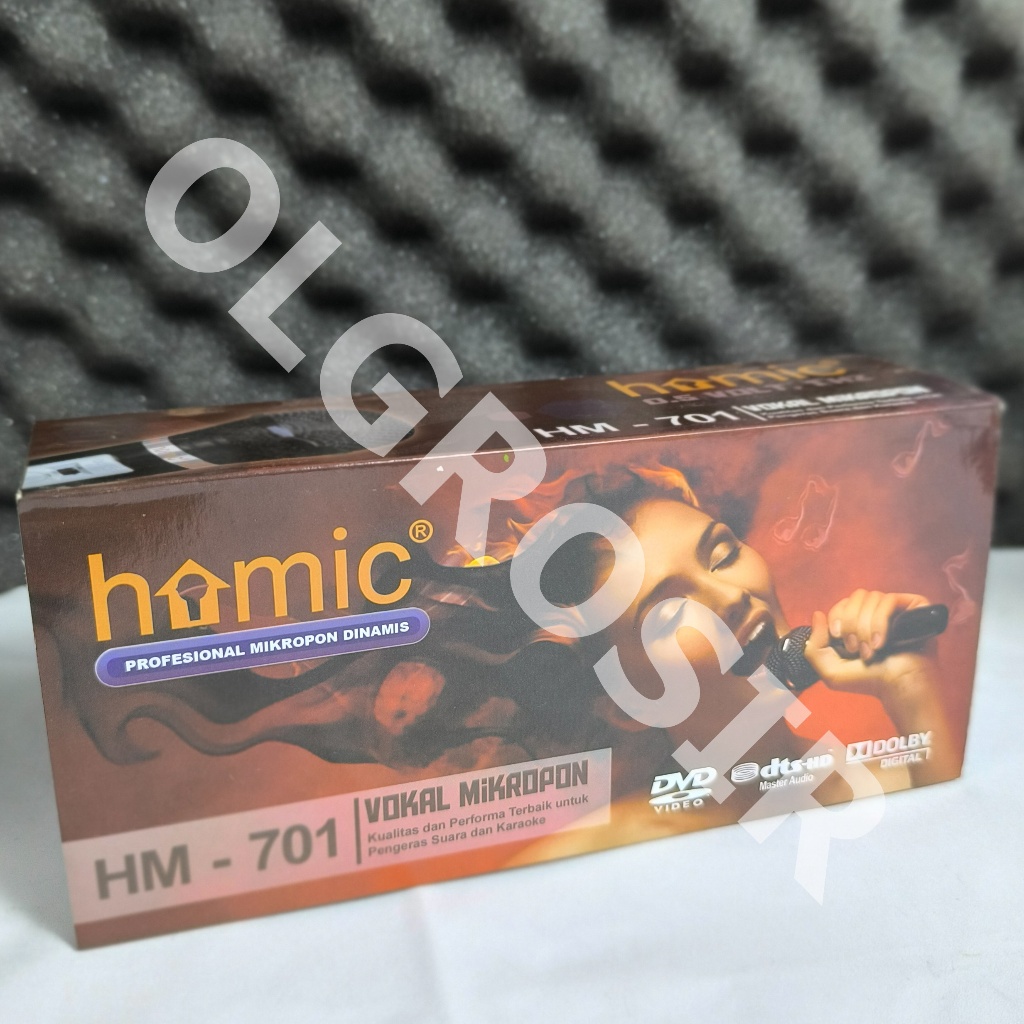 homic
HM - 701
VOKAL MIKROPON
homic®
PROFESIONAL MIKROPON DINAMIS
HM - 701
VOKAL MiKROPON
Kualitas dan Performa Terbaik untuk
Pengeras Suara dan Karaoke
DVD
VIDEO
dts-HD
Master Audio
DOLBY
DIGITAL
OLGROSIR